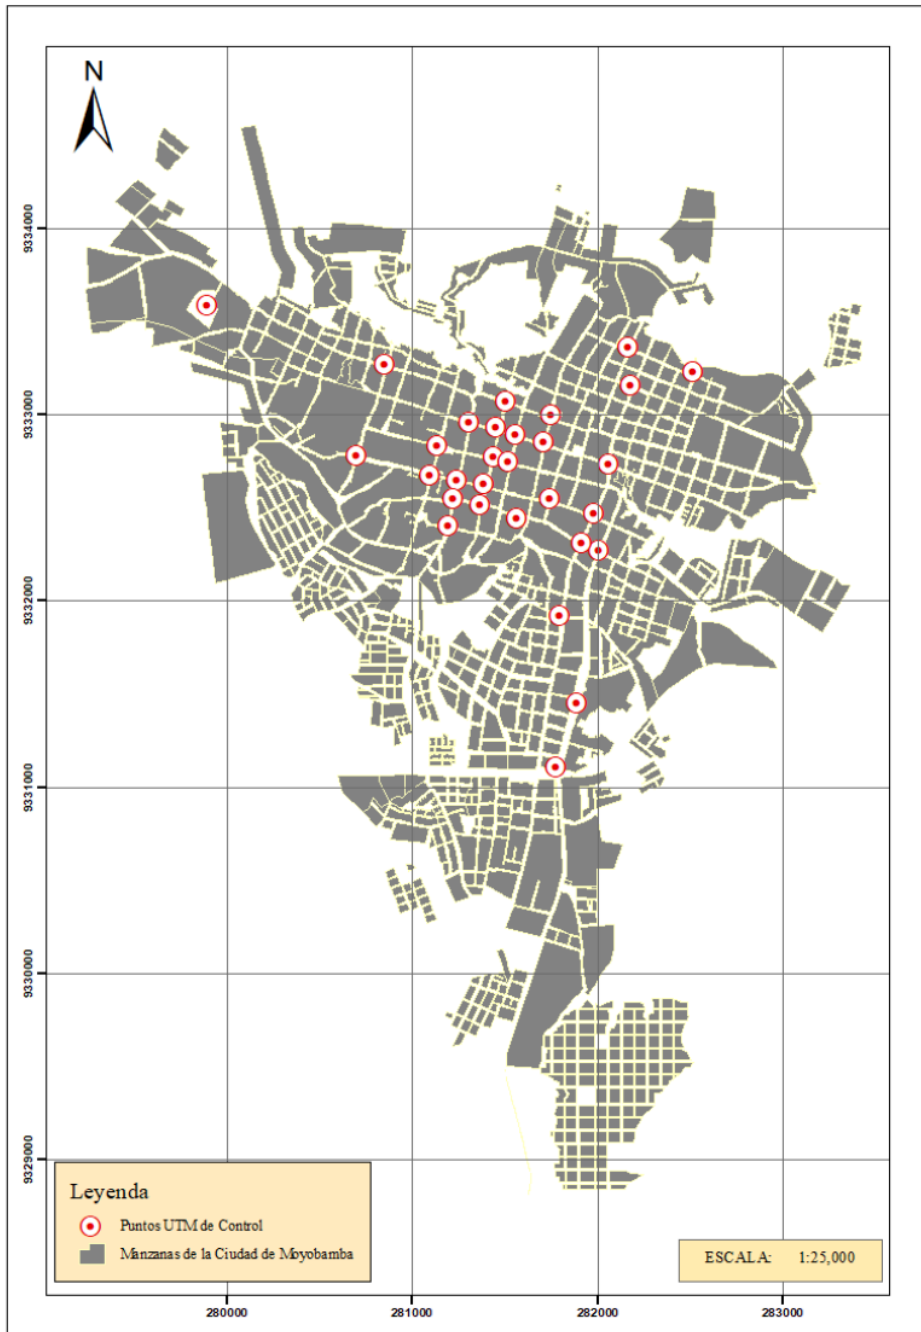 N
9334000
9333000
9332000
9331000
9330000
9329000
Leyenda
Puntos UTM de Control
Manzanas de la Ciudad de Moyobamba
ESCALA: 1:25,000
280000 281000 282000 283000